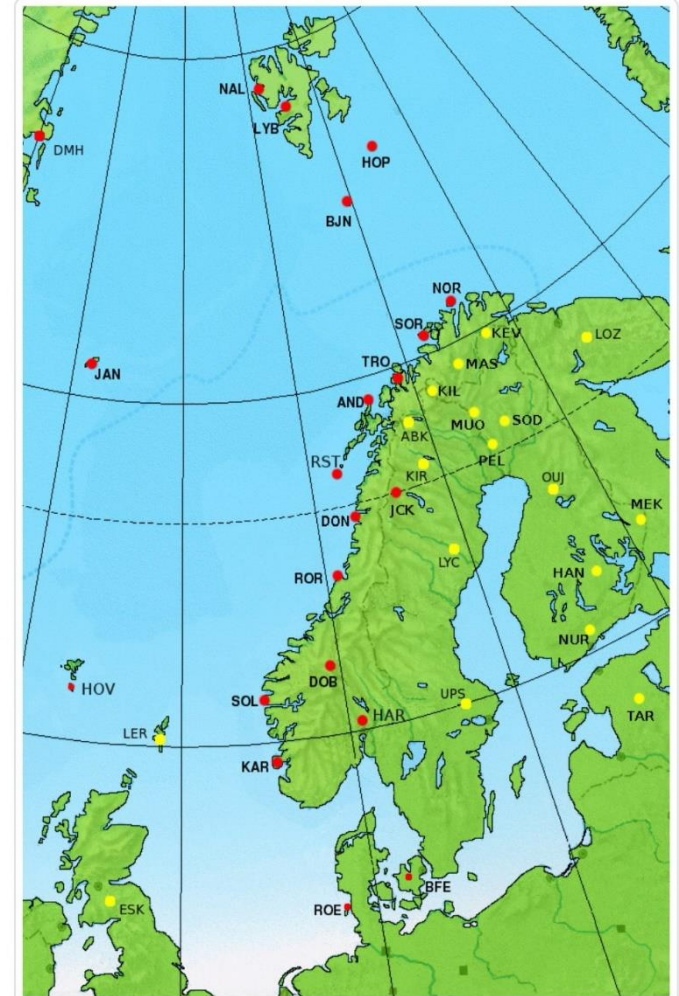 NAL
LYB
DMH
HOP
BJN
NOR
SOR
KEV
LOZ
TRO
MAS
JAN
KIL
AND
MUO
SOD
ABK
PEL
RST
KIR
OUJ
JCK
MEK
DON
LYC
HAN
ROR
NUR
DOB
HOV
UPS
SOL
HAR
TAR
LER
KAR
BFE
ESK
ROE